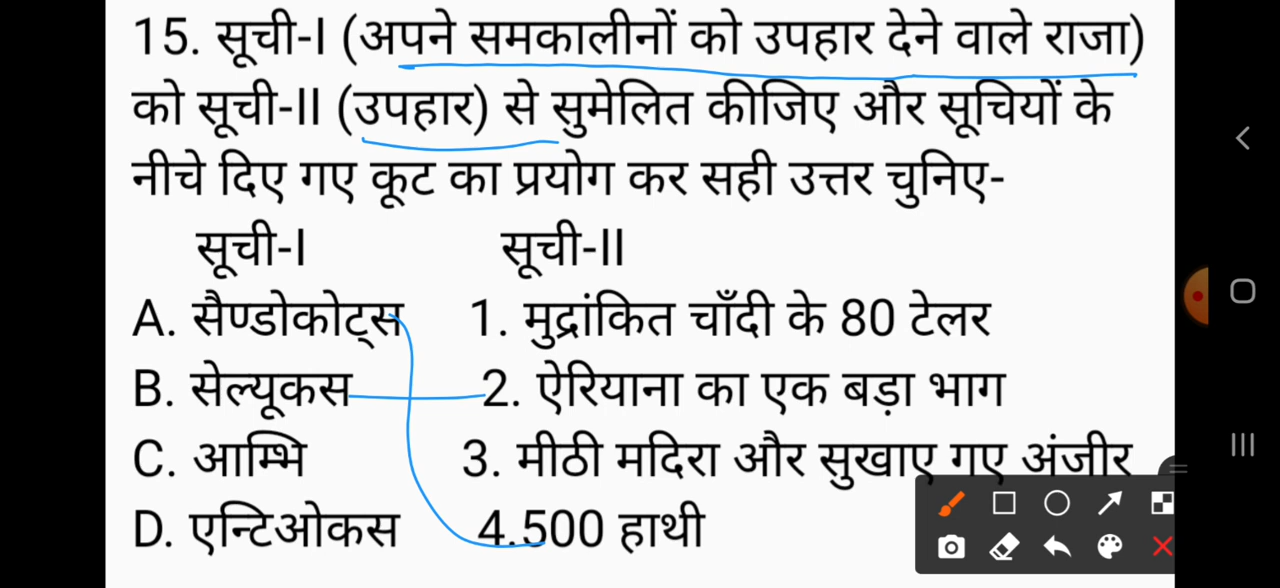 15. सूची-I (अपने समकालीनों को उपहार देने वाले राजा)
को सूची-II (उपहार) से सुमेलित कीजिए और सूचियों के
नीचे दिए गए कूट का प्रयोग कर सही उत्तर चुनिए-
सूची-I सूची-II
A. सैण्डोकोट्स 1. मुद्रांकित चाँदी के 80 टेलर
B. सेल्यूकस 2. ऐरियाना का एक बड़ा भाग
C. आम्भि 3. मीठी मदिरा और सुखाए गए अंजीर
D. एन्टिओकस 4.500 हाथी